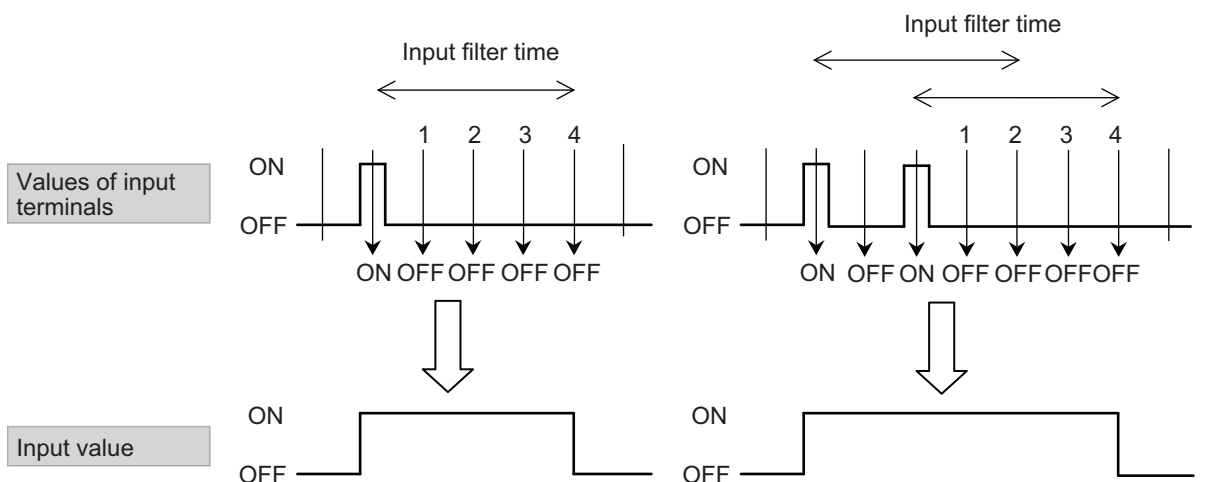 Input filter time
Input filter time
1 2 3 4
1 2 3 4
Values of input
terminals
ON
OFF
ON
OFF
ON OFF OFF OFF OFF
ON OFF ON OFF OFF OFF OFF
Input value
ON
OFF
ON
OFF